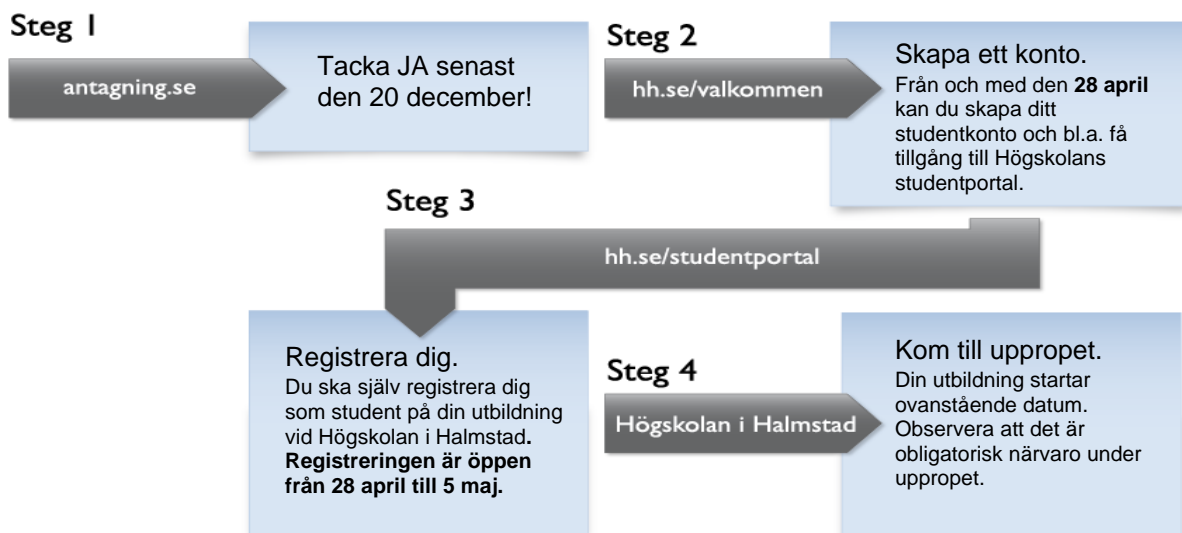 Steg 1
antagning.se
Tacka JA senast
den 20 december!
Steg 2
hh.se/valkommen
Skapa ett konto.
Från och med den 28 april
kan du skapa ditt
studentkonto och bl.a. få
tillgång till Högskolans
studentportal.
Steg 3
hh.se/studentportal
Registrera dig.
Du ska själv registrera dig
som student på din utbildning
vid Högskolan i Halmstad.
Registreringen är öppen
från 28 april till 5 maj.
Steg 4
Högskolan i Halmstad
Kom till uppropet.
Din utbildning startar
ovanstående datum.
Observera att det är
obligatorisk närvaro under
uppropet.